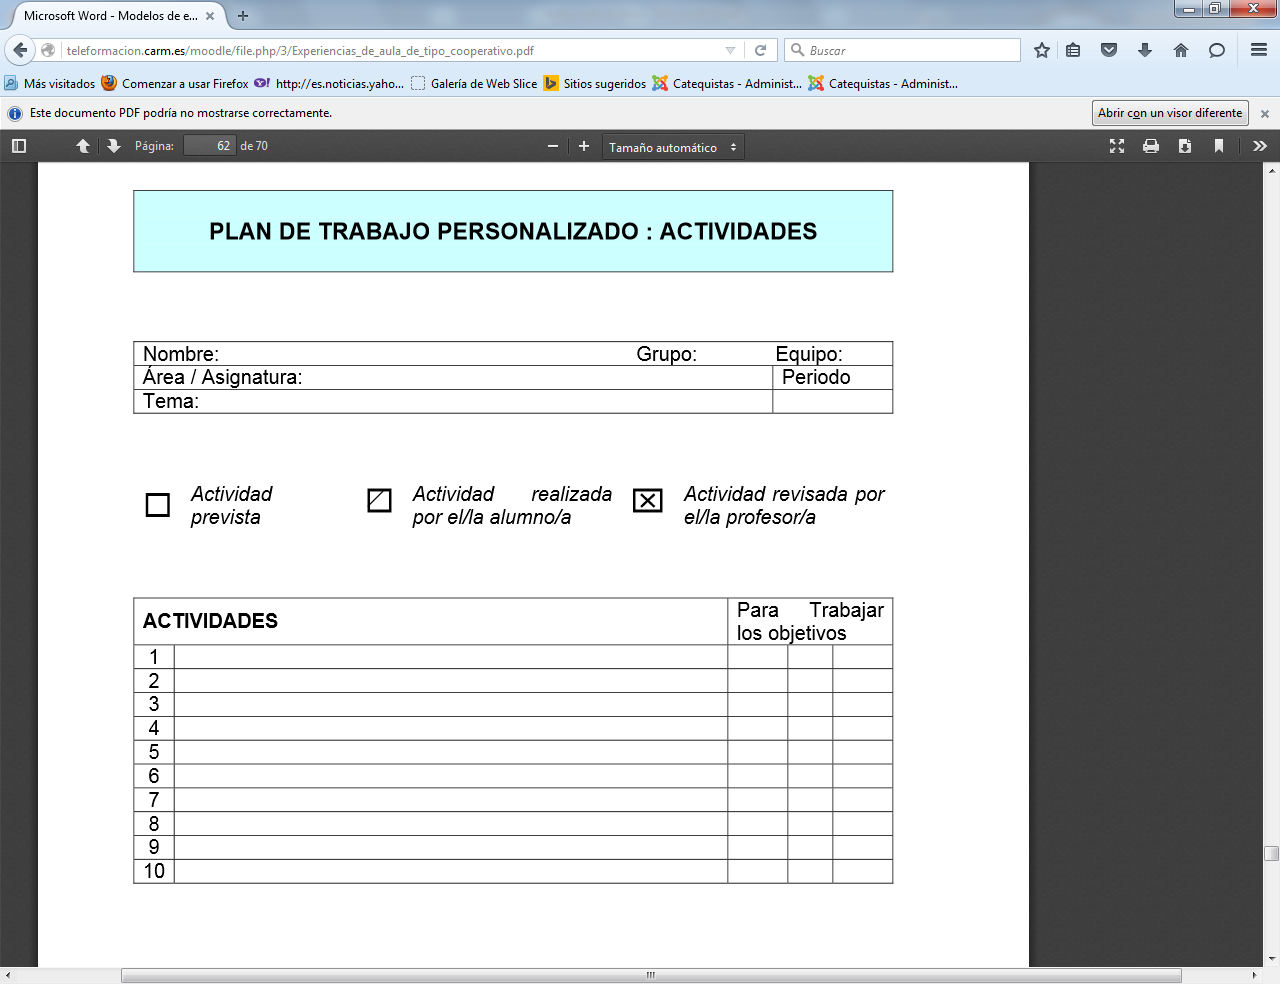 Microsoft Word - Modelos de e...
teleformacion.carm.es/moodle/file.php/3/Experiencias_de_aula_de_tipo_cooperativo.pdf
Buscar
Más visitados Comenzar a usar Firefox http://es.noticias.yaho... Galería de Web Slice Sitios sugeridos Catequistas - Administ... Catequistas - Administ...
Este documento PDF podría no mostrarse correctamente. Abrir con un visor diferente
Página: 62 de 70 Tamaño automático
PLAN DE TRABAJO PERSONALIZADO : ACTIVIDADES
Nombre: Grupo: Equipo:
Área / Asignatura: Periodo
Tema:
Actividad prevista
Actividad realizada por el/la alumno/a
Actividad revisada por el/la profesor/a
ACTIVIDADES
Para Trabajar
los objetivos
1
2
3
4
5
6
7
8
9
10